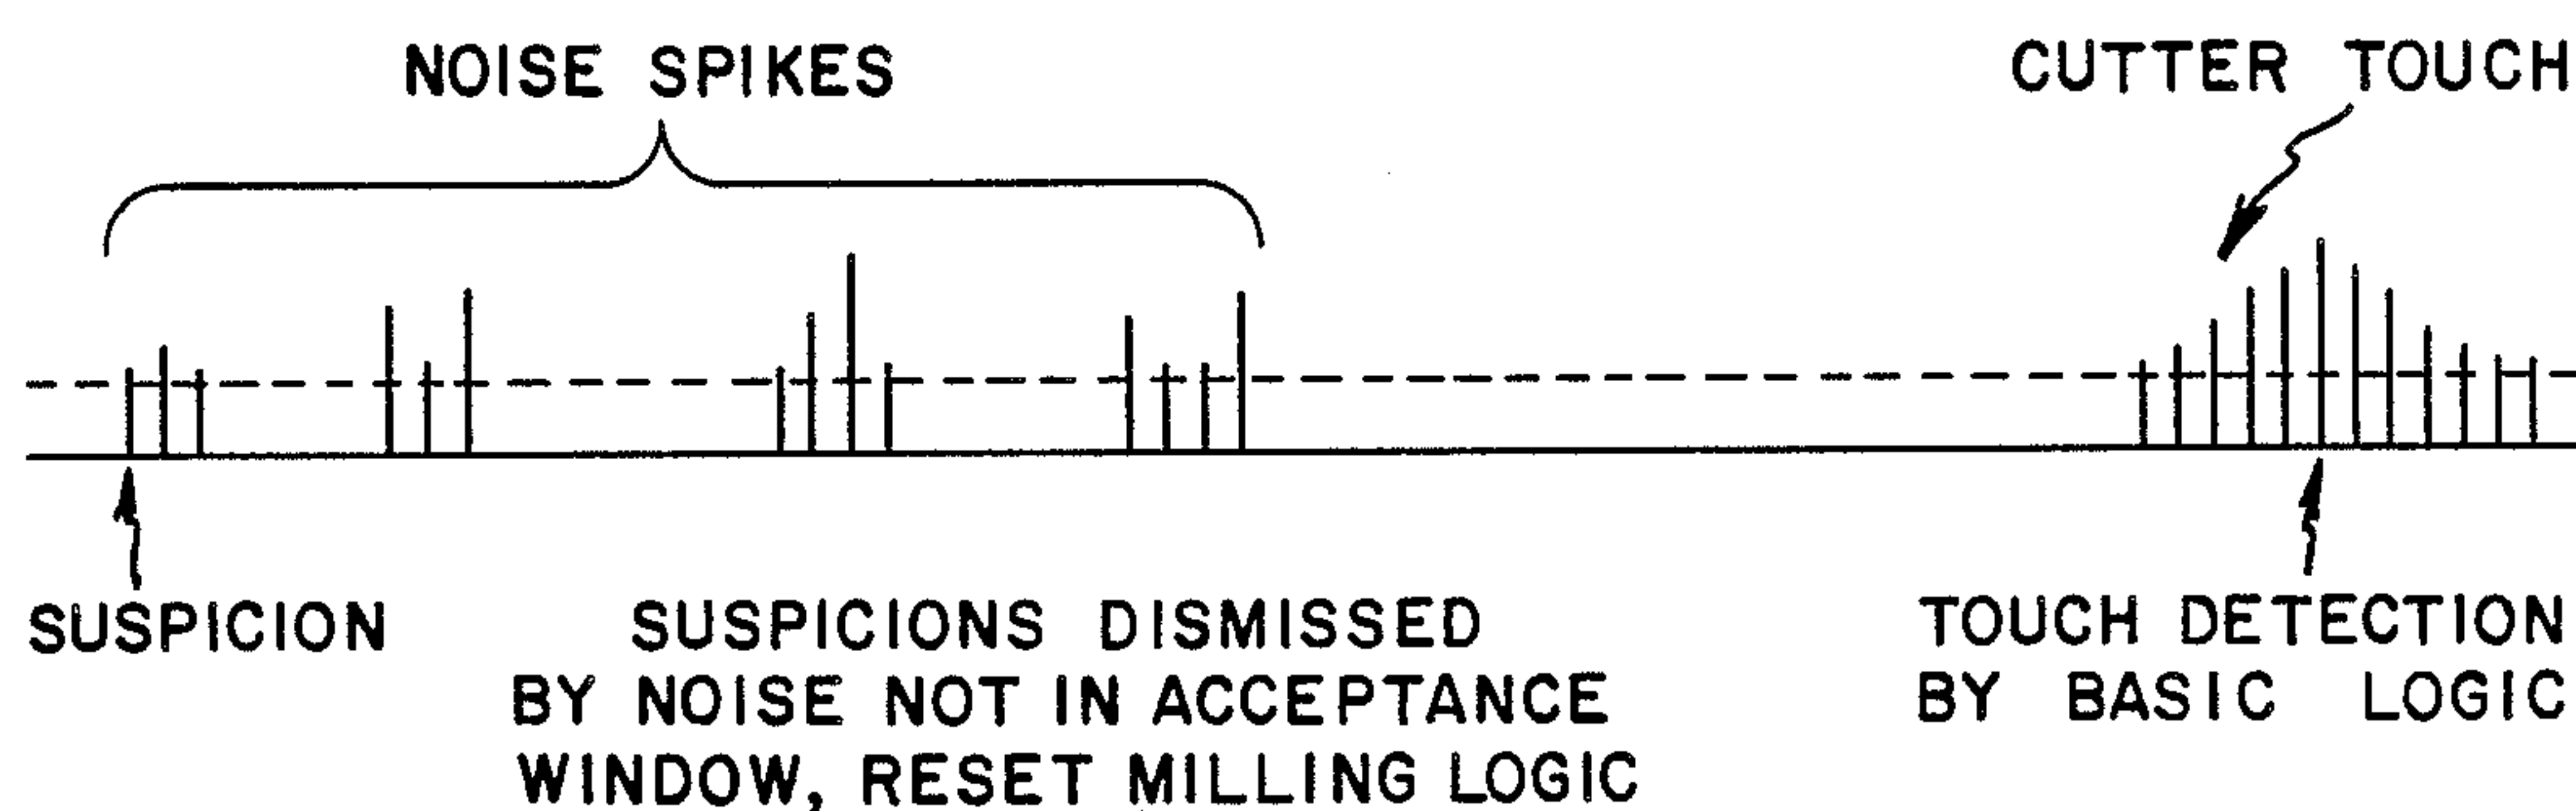 NOISE SPIKES
CUTTER TOUCH
SUSPICION
SUSPICIONS DISMISSED
BY NOISE NOT IN ACCEPTANCE
WINDOW, RESET MILLING LOGIC
TOUCH DETECTION
BY BASIC LOGIC